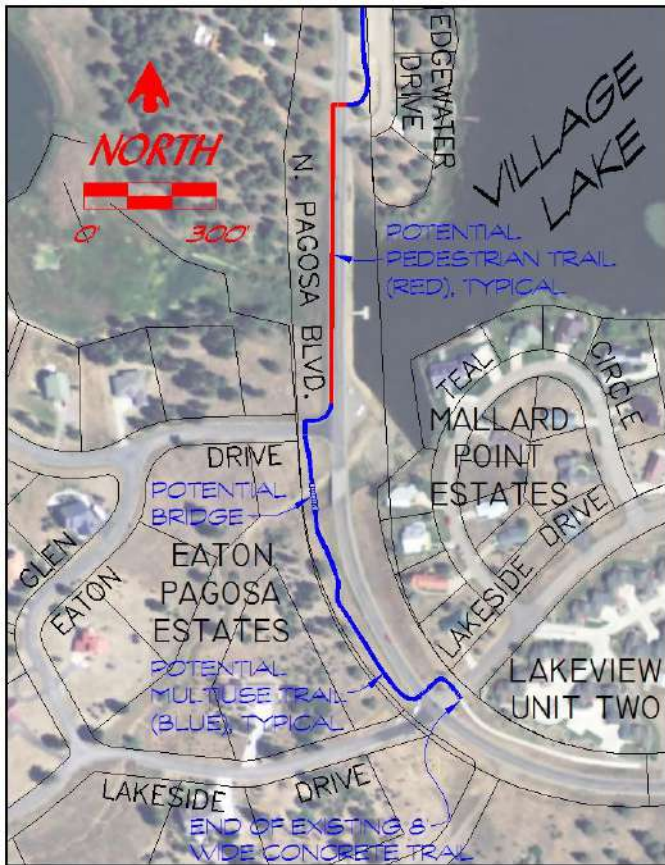 EDGEWATER
DRIVE
VILLAGE
LAKE
NORTH
0' 300'
N. PAGOSA BLVD.
POTENTIAL
PEDESTRIAN TRAIL
(RED), TYPICAL
TEAL
CIRCLE
MALLARD
POINT
ESTATES
DRIVE
POTENTIAL
BRIDGE
GLEN
EATON
EATON
PAGOSA
ESTATES
LAKESIDE DRIVE
POTENTIAL
MULTIUSE TRAIL
(BLUE), TYPICAL
LAKEVIEW
UNIT TWO
LAKESIDE DRIVE
END OF EXISTING 8'
WIDE CONCRETE TRAIL